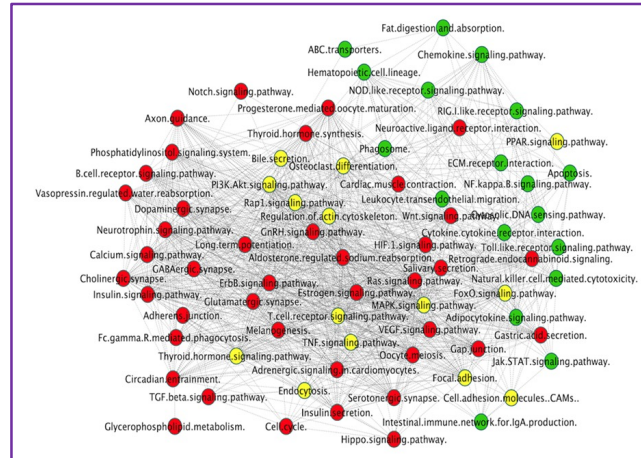 Fat.digestion.and.absorption.
ABC.transporters.
Chemokine.signaling.pathway.
Hematopoietic.cell.lineage.
Notch.signaling.pathway.
NOD.like.receptor.signaling.pathway.
Progesterone.mediated.oocyte.maturation.
RIG.I.like.receptor.signaling.pathway.
Axon.guidance.
Thyroid.hormone.synthesis.
Neuroactive.ligand.receptor.interaction.
PPAR.signaling.pathway.
Phosphatidylinositol.signaling.system.
Bile.secretion.
Phagosome.
Osteoclast.differentiation.
ECM.receptor.interaction.
Apoptosis.
B.cell.receptor.signaling.pathway.
PI3K.Akt.signaling.pathway.
Cardiac.muscle.contraction.
NF.kappa.B.signaling.pathway.
Vasopressin.regulated.water.reabsorption.
Rap1.signaling.pathway.
Leukocyte.transendothelial.migration.
Dopaminergic.synapse.
Regulation.of.actin.cytoskeleton.
Wnt.signaling.pathway.
Cytosolic.DNA.sensing.pathway.
Neurotrophin.signaling.pathway.
GnRH.signaling.pathway.
Cytokine.cytokine.receptor.interaction.
Long.term.potentiation.
HIF.1.signaling.pathway.
Toll.like.receptor.signaling.pathway.
Calcium.signaling.pathway.
Aldosterone.regulated.sodium.reabsorption.
Retrograde.endocannabinoid.signaling.
GABAergic.synapse.
Salivary.secretion.
Cholinergic.synapse.
ErbB.signaling.pathway.
Ras.signaling.pathway.
Natural.killer.cell.mediated.cytotoxicity.
Insulin.signaling.pathway.
Estrogen.signaling.pathway.
FoxO.signaling.pathway.
Glutamatergic.synapse.
MAPK.signaling.pathway.
Adherens.junction.
T.cell.receptor.signaling.pathway.
Adipocytokine.signaling.pathway.
Fc.gamma.R.mediated.phagocytosis.
Melanogenesis.
VEGF.signaling.pathway.
Gastric.acid.secretion.
TNF.signaling.pathway.
Thyroid.hormone.signaling.pathway.
Oocyte.meiosis.
Gap.junction.
Jak.STAT.signaling.pathway.
Adrenergic.signaling.in.cardiomyocytes.
Circadian.entrainment.
Focal.adhesion.
Endocytosis.
TGF.beta.signaling.pathway.
Serotonergic.synapse.
Cell.adhesion.molecules..CAMs..
Insulin.secretion.
Intestinal.immune.network.for.IgA.production.
Glycerophospholipid.metabolism.
Cell.cycle.
Hippo.signaling.pathway.